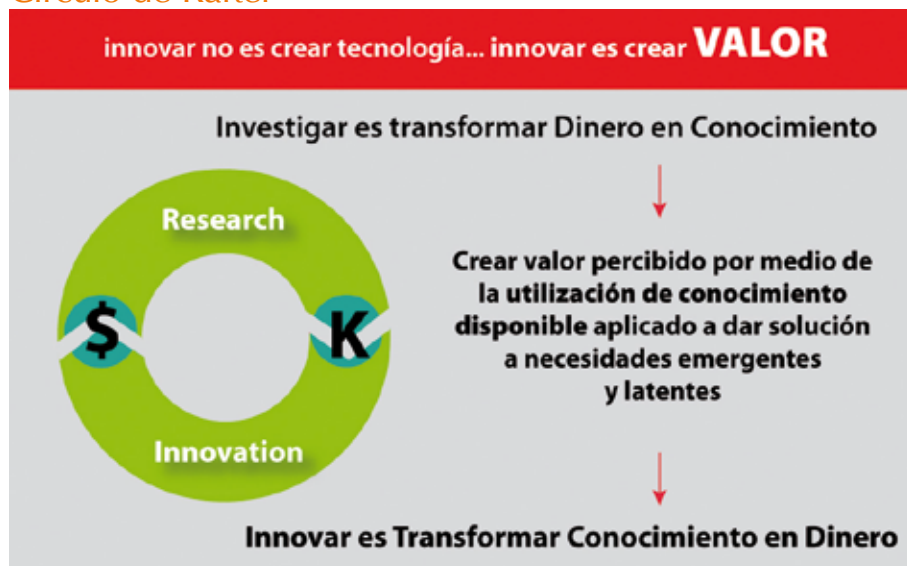 innovar no es crear tecnología... innovar es crear VALOR
Investigar es transformar Dinero en Conocimiento
Research
$
K
Innovation
Crear valor percibido por medio de
la utilización de conocimiento
disponible aplicado a dar solución
a necesidades emergentes
y latentes
Innovar es Transformar Conocimiento en Dinero